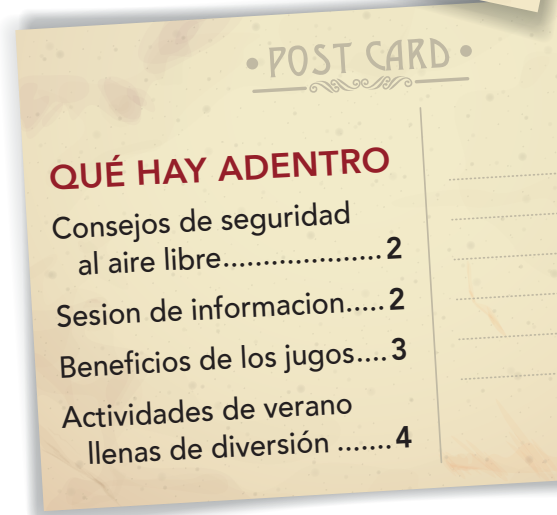 • POST CARD •
QUÉ HAY ADENTRO
Consejos de seguridad
al aire libre.................... 2
Sesion de informacion..... 2
Beneficios de los jugos.... 3
Actividades de verano
llenas de diversión ....... 4